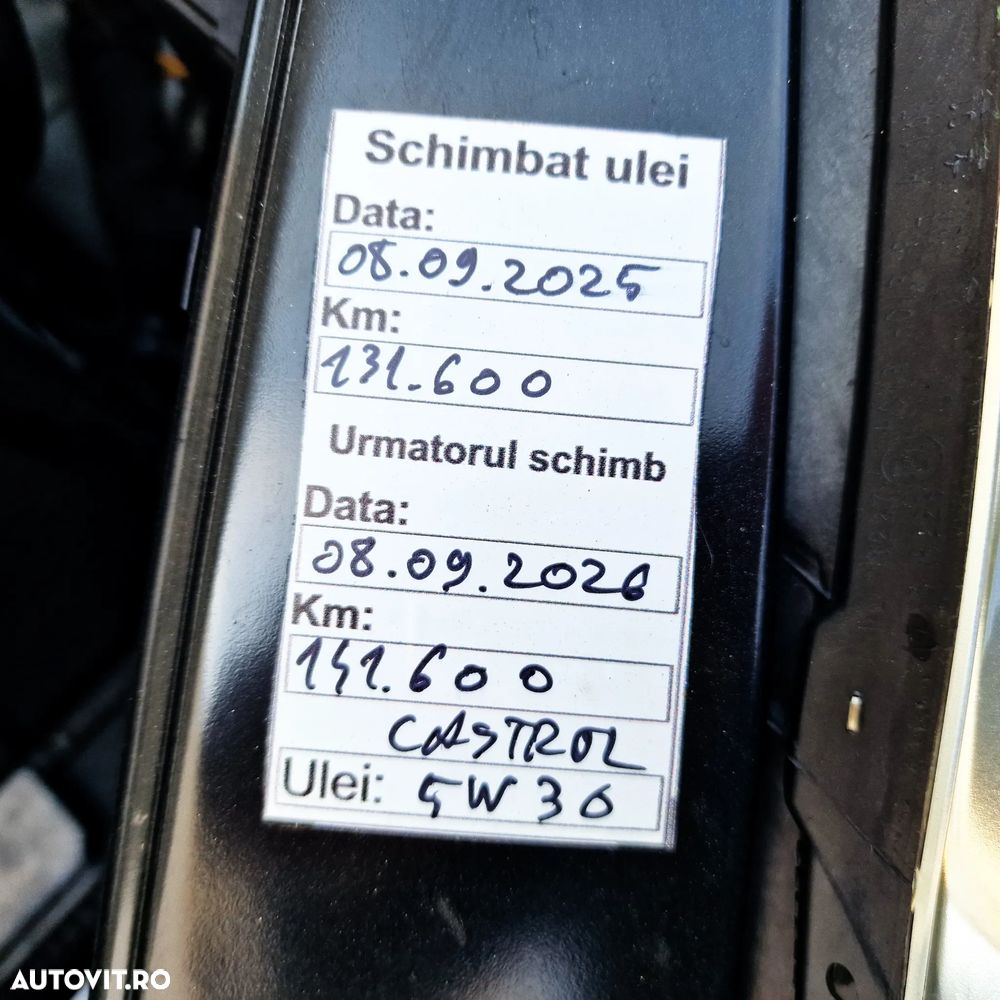 Schimbat ulei
Data:
08.09.2025
Km:
131.600
Urmatorul schimb
Data:
08.09.2026
Km:
141.600
CASTROL
Ulei: 5W30
AUTOVIT.RO